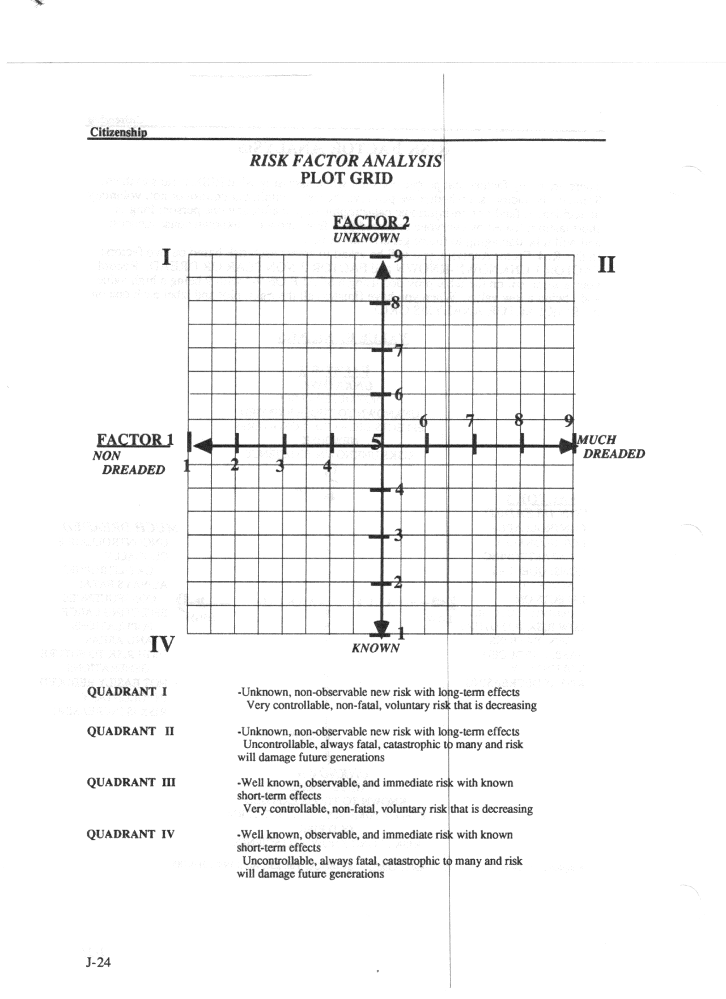 Citizenship
RISK FACTOR ANALYSIS
PLOT GRID
FACTOR 2
UNKNOWN
I
9
II
8
7
6
6 7 8 9
FACTOR 1
5
MUCH
DREADED
NON
DREADED
1 2 3 4
4
3
2
1
IV
KNOWN
QUADRANT I -Unknown, non-observable new risk with long-term effects
Very controllable, non-fatal, voluntary risk that is decreasing
QUADRANT II -Unknown, non-observable new risk with long-term effects
Uncontrollable, always fatal, catastrophic to many and risk
will damage future generations
QUADRANT III -Well known, observable, and immediate risk with known
short-term effects
Very controllable, non-fatal, voluntary risk that is decreasing
QUADRANT IV -Well known, observable, and immediate risk with known
short-term effects
Uncontrollable, always fatal, catastrophic to many and risk
will damage future generations
J-24